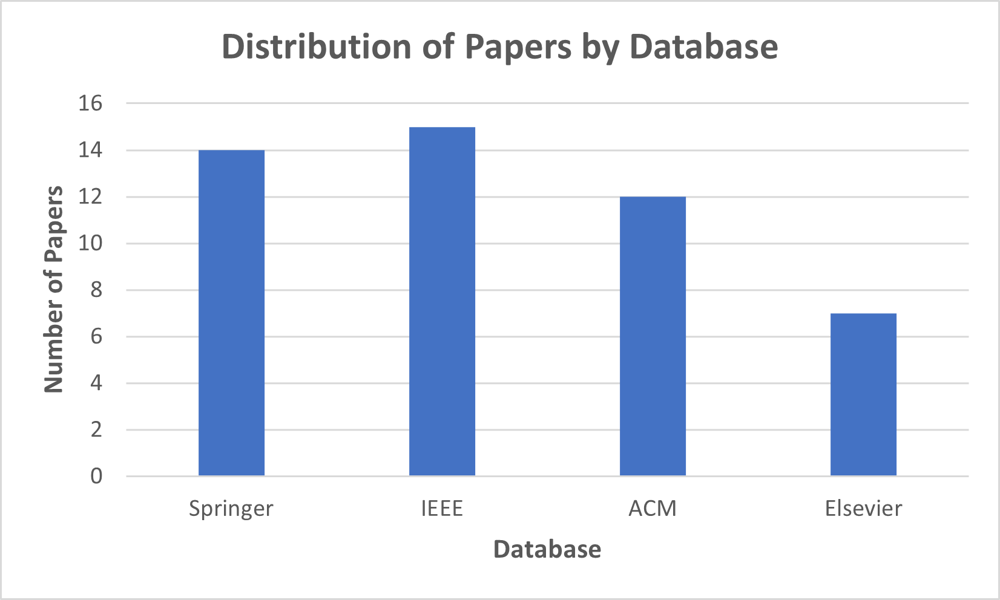 Distribution of Papers by Database
16
14
12
10
8
6
4
2
0
Number of Papers
Springer
IEEE
ACM
Elsevier
Database